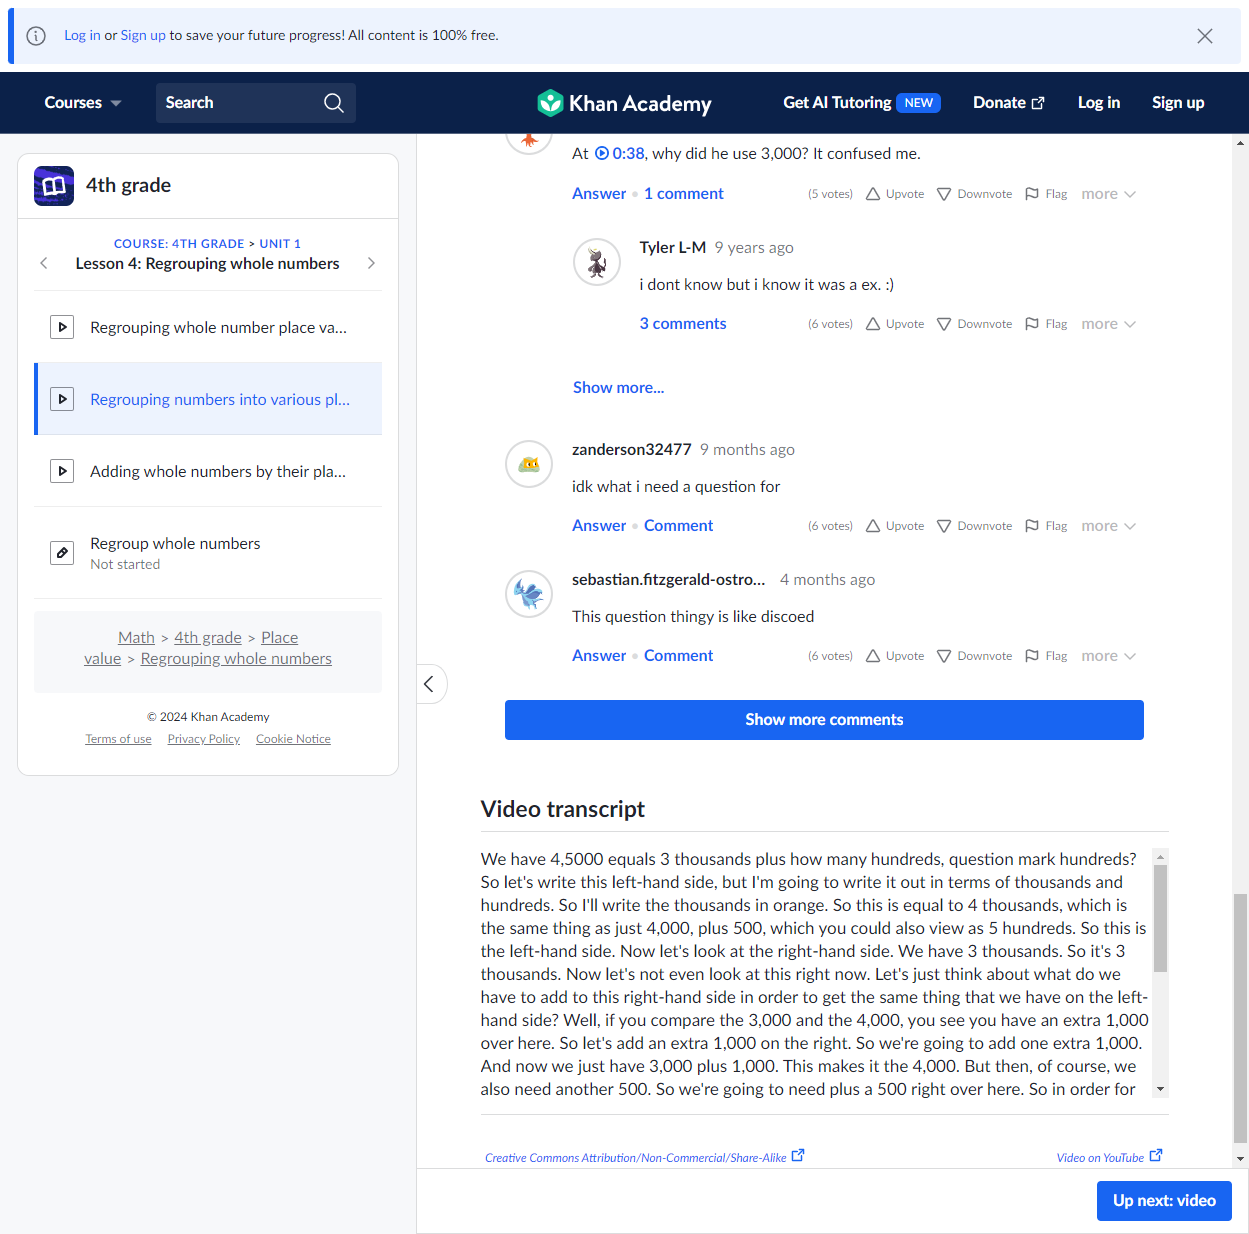 Log in or Sign up to save your future progress! All content is 100% free.
Courses
Search
Khan Academy
Get AI Tutoring NEW
Donate
Log in
Sign up
4th grade
COURSE: 4TH GRADE > UNIT 1
Lesson 4: Regrouping whole numbers
Regrouping whole number place va...
Regrouping numbers into various pl...
Adding whole numbers by their pla...
Regroup whole numbers
Not started
Math > 4th grade > Place
value > Regrouping whole numbers
© 2024 Khan Academy
Terms of use Privacy Policy Cookie Notice
At 0:38, why did he use 3,000? It confused me.
Answer • 1 comment (5 votes) Upvote Downvote Flag more
Tyler L-M 9 years ago
i dont know but i know it was a ex. :)
3 comments (6 votes) Upvote Downvote Flag more
Show more...
zanderson32477 9 months ago
idk what i need a question for
Answer • Comment (6 votes) Upvote Downvote Flag more
sebastian.fitzgerald-ostro... 4 months ago
This question thingy is like discoed
Answer • Comment (6 votes) Upvote Downvote Flag more
Show more comments
Video transcript
We have 4,5000 equals 3 thousands plus how many hundreds, question mark hundreds?
So let's write this left-hand side, but I'm going to write it out in terms of thousands and
hundreds. So I'll write the thousands in orange. So this is equal to 4 thousands, which is
the same thing as just 4,000, plus 500, which you could also view as 5 hundreds. So this is
the left-hand side. Now let's look at the right-hand side. We have 3 thousands. So it's 3
thousands. Now let's not even look at this right now. Let's just think about what do we
have to add to this right-hand side in order to get the same thing that we have on the left-
hand side? Well, if you compare the 3,000 and the 4,000, you see you have an extra 1,000
over here. So let's add an extra 1,000 on the right. So we're going to add one extra 1,000.
And now we just have 3,000 plus 1,000. This makes it the 4,000. But then, of course, we
also need another 500. So we're going to need plus a 500 right over here. So in order for
Creative Commons Attribution/Non-Commercial/Share-Alike
Video on YouTube
Up next: video